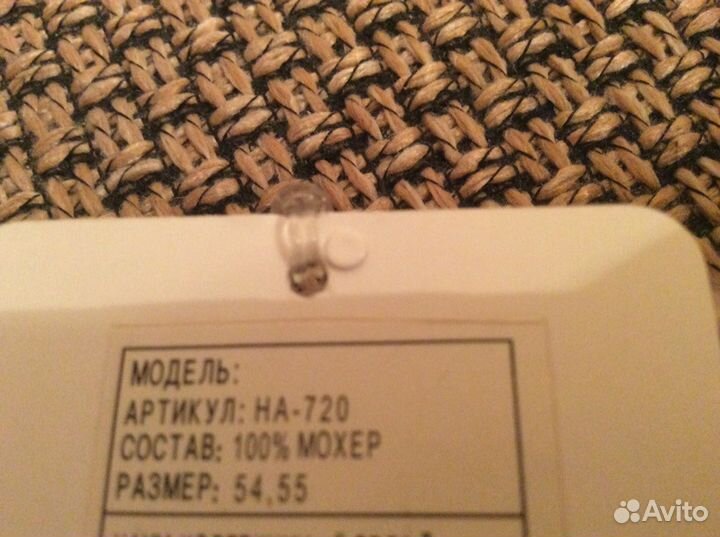 МОДЕЛЬ:
АРТИКУЛ: НА-720
СОСТАВ: 100% МОХЕР
РАЗМЕР: 54,55
Avito